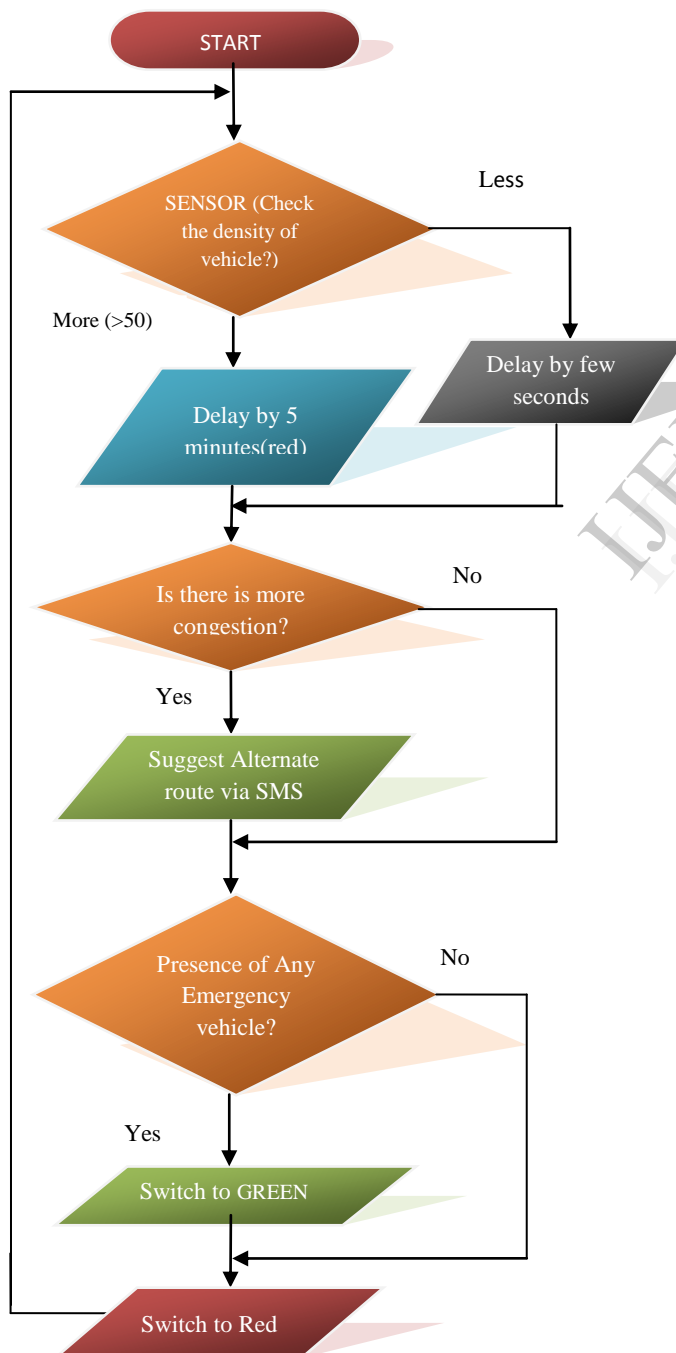 START
Less
SENSOR (Check
the density of
vehicle?)
More (>50)
Delay by few
seconds
Delay by 5
minutes(red)
No
Is there is more
congestion?
Yes
Suggest Alternate
route via SMS
No
Presence of Any
Emergency
vehicle?
Yes
Switch to GREEN
Switch to Red